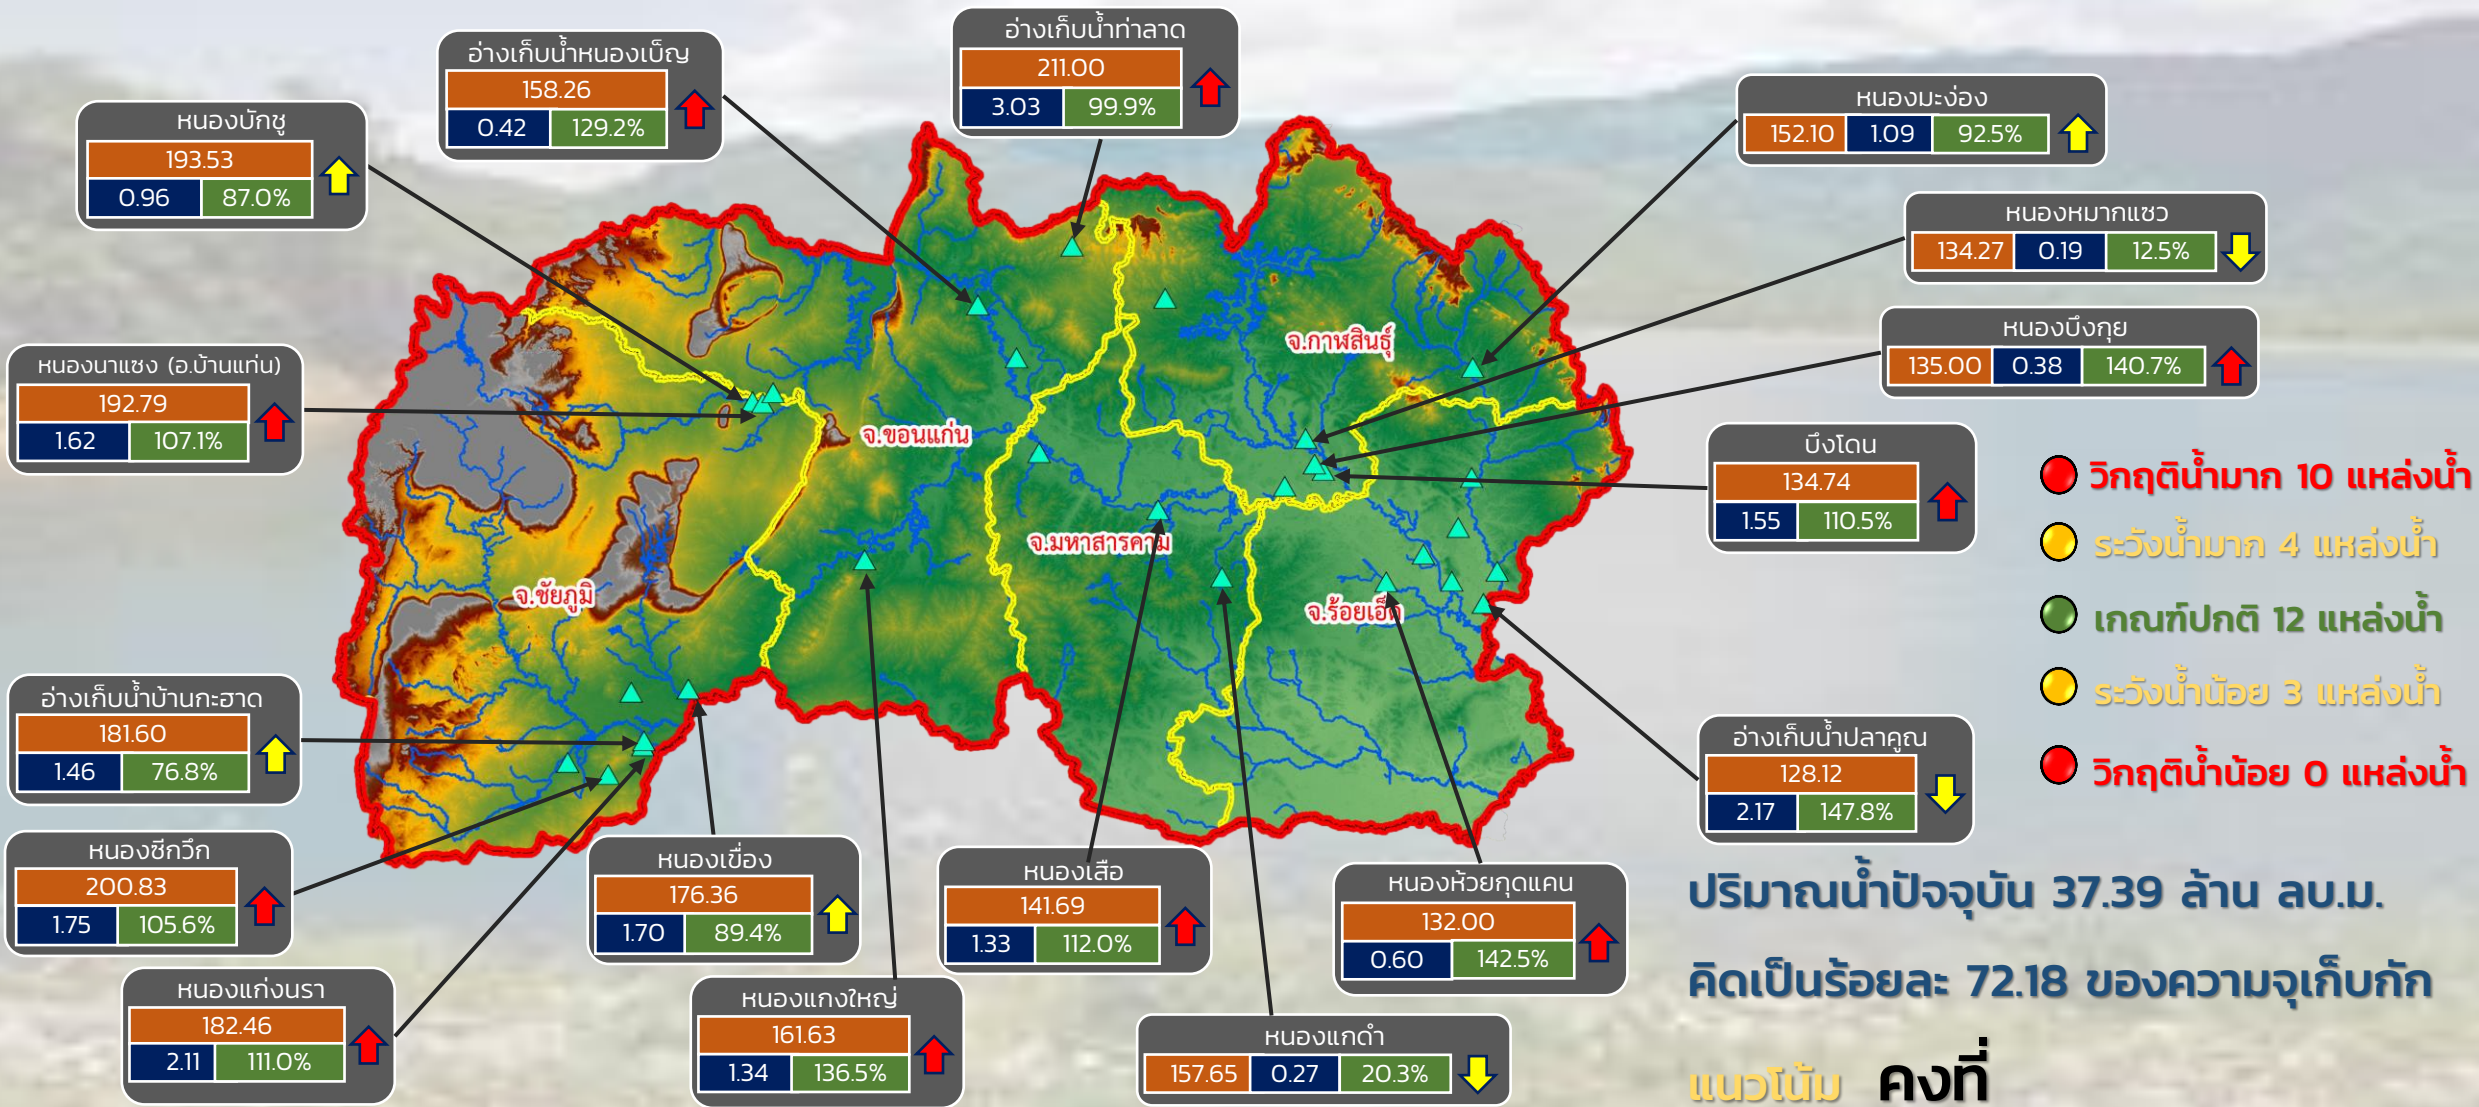 อ่างเก็บน้ำท่าลาด
211.00
3.03 99.9%
อ่างเก็บน้ำหนองเบ็ญ
158.26
0.42 129.2%
หนองบักชู
193.53
0.96 87.0%
หนองมะง่อง
152.10 1.09 92.5%
หนองหมากแซว
134.27 0.19 12.5%
หนองบึงกุย
135.00 0.38 140.7%
หนองนาแซง (อ.บ้านแท่น)
192.79
1.62 107.1%
จ.กาฬสินธุ์
จ.ขอนแก่น
จ.มหาสารคาม
จ.ชัยภูมิ
จ.ร้อยเอ็ด
บึงโดน
134.74
1.55 110.5%
วิกฤติน้ำมาก 10 แหล่งน้ำ
ระวังน้ำมาก 4 แหล่งน้ำ
เกณฑ์ปกติ 12 แหล่งน้ำ
ระวังน้ำน้อย 3 แหล่งน้ำ
วิกฤติน้ำน้อย 0 แหล่งน้ำ
อ่างเก็บน้ำบ้านกะฮาด
181.60
1.46 76.8%
อ่างเก็บน้ำปลาคูณ
128.12
2.17 147.8%
หนองซีกวึก
200.83
1.75 105.6%
หนองเขื่อง
176.36
1.70 89.4%
หนองเสือ
141.69
1.33 112.0%
หนองห้วยกุดแคน
132.00
0.60 142.5%
หนองแก่งนรา
182.46
2.11 111.0%
หนองแกงใหญ่
161.63
1.34 136.5%
หนองแกดำ
157.65 0.27 20.3%
ปริมาณน้ำปัจจุบัน 37.39 ล้าน ลบ.ม.
คิดเป็นร้อยละ 72.18 ของความจุเก็บกัก
แนวโน้ม คงที่